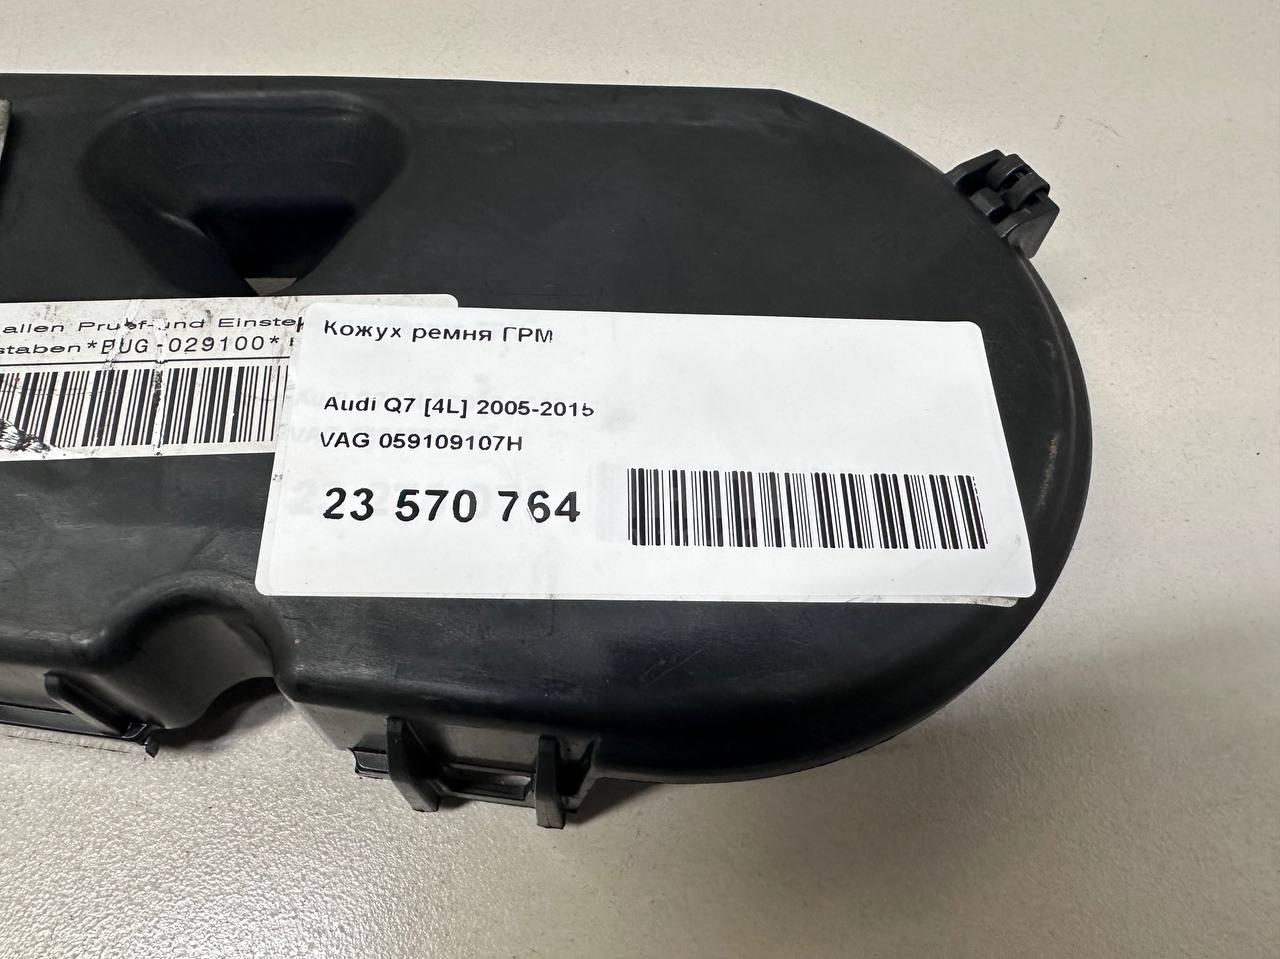 allen Pruef-und Einste
staben*BUG-029100*
Кожух ремня ГРМ
Audi Q7 [4L] 2005-2015
VAG 059109107H
23 570 764